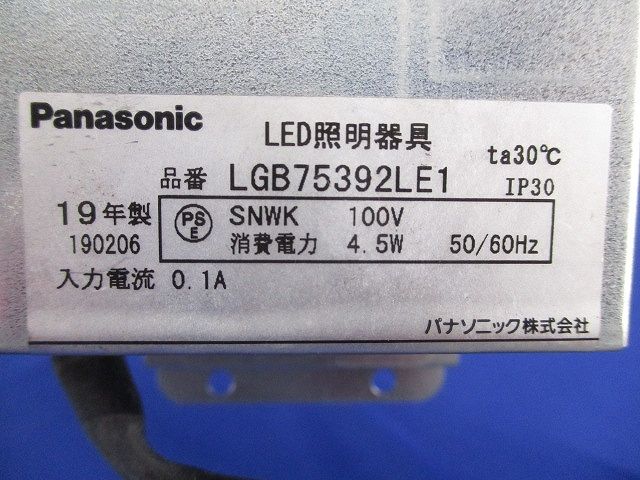 Panasonic
LED照明器具
ta30℃
品番 LGB75392LE1
IP30
19年製
190206
PS
E
SNWK 100V
消費電力 4.5W 50/60Hz
入力電流 0.1A
パナソニック株式会社